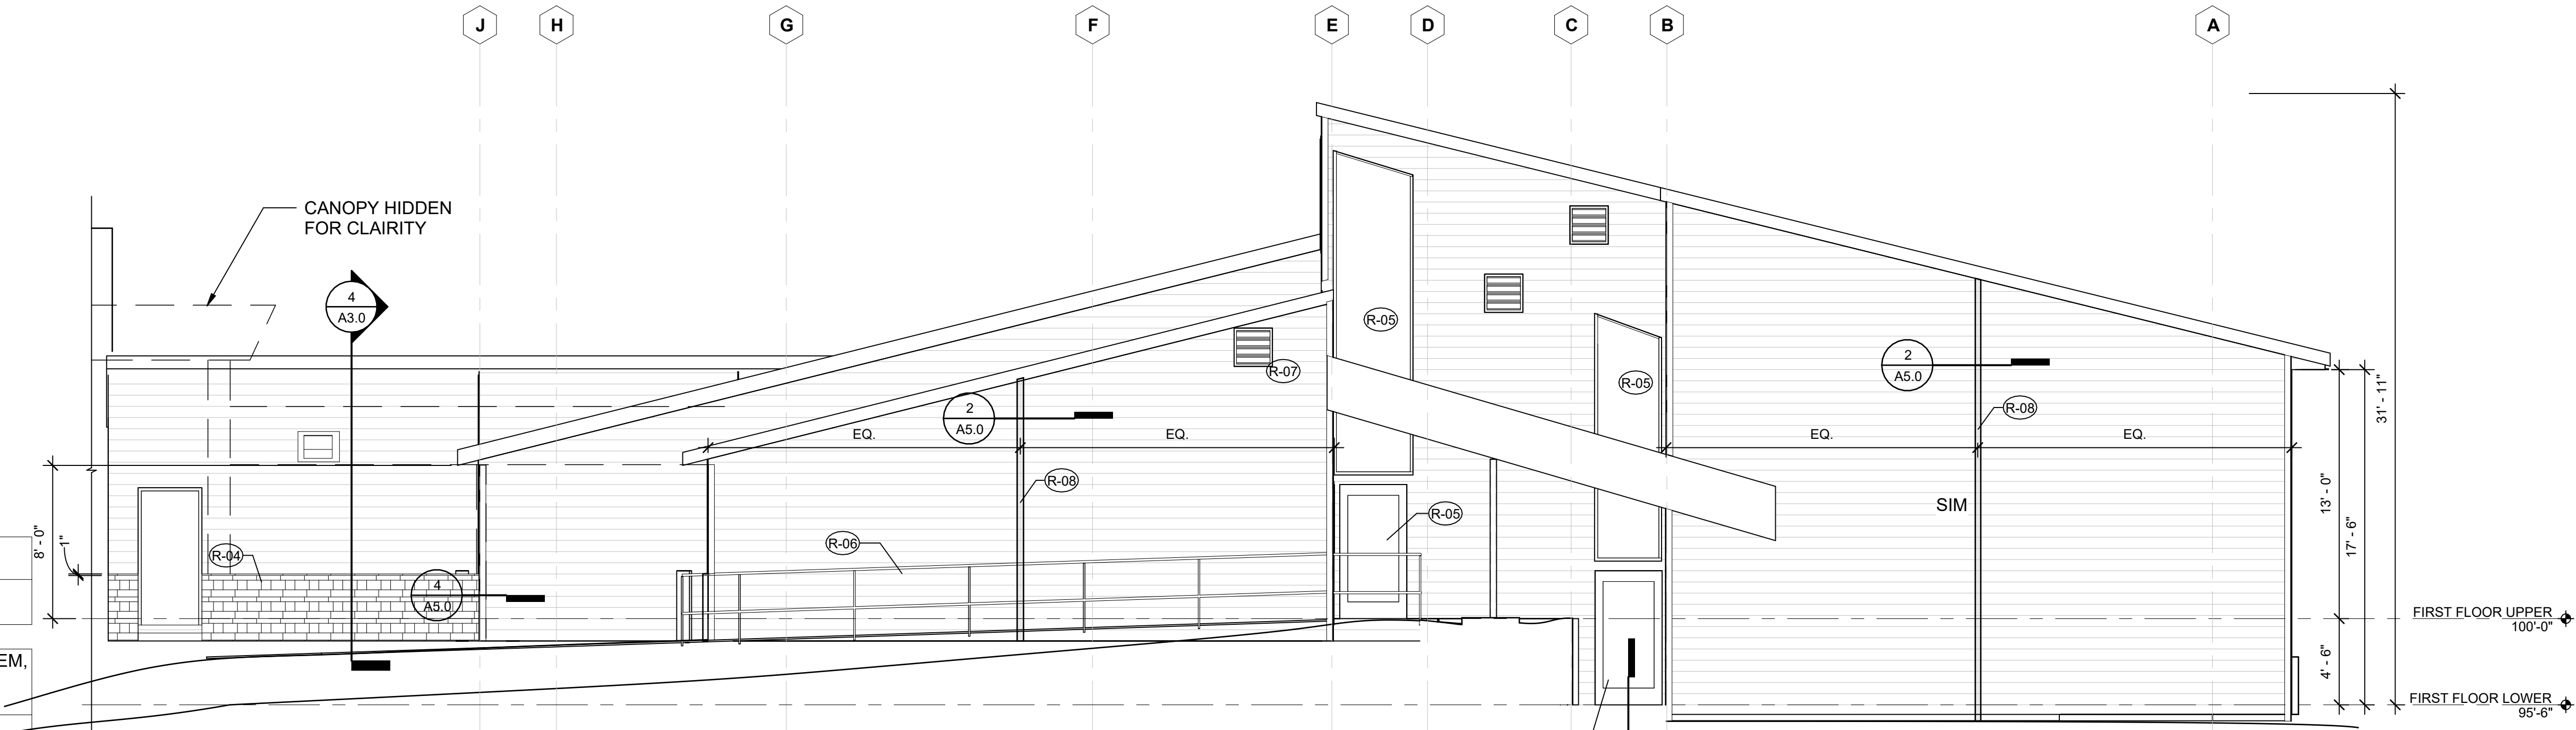 J
H
G
F
E
D
C
B
A
CANOPY HIDDEN
FOR CLAIRITY
4
A3.0
R-05
R-07
R-05
2
A5.0
31' - 11"
2
A5.0
R-08
EQ.
EQ.
EQ.
EQ.
R-08
SIM
13' - 0"
17' - 6"
R-05
8' - 0"
1"
R-04
R-06
4
A5.0
FIRST FLOOR UPPER
100'-0"
EM,
4' - 6"
FIRST FLOOR LOWER
95'-6"